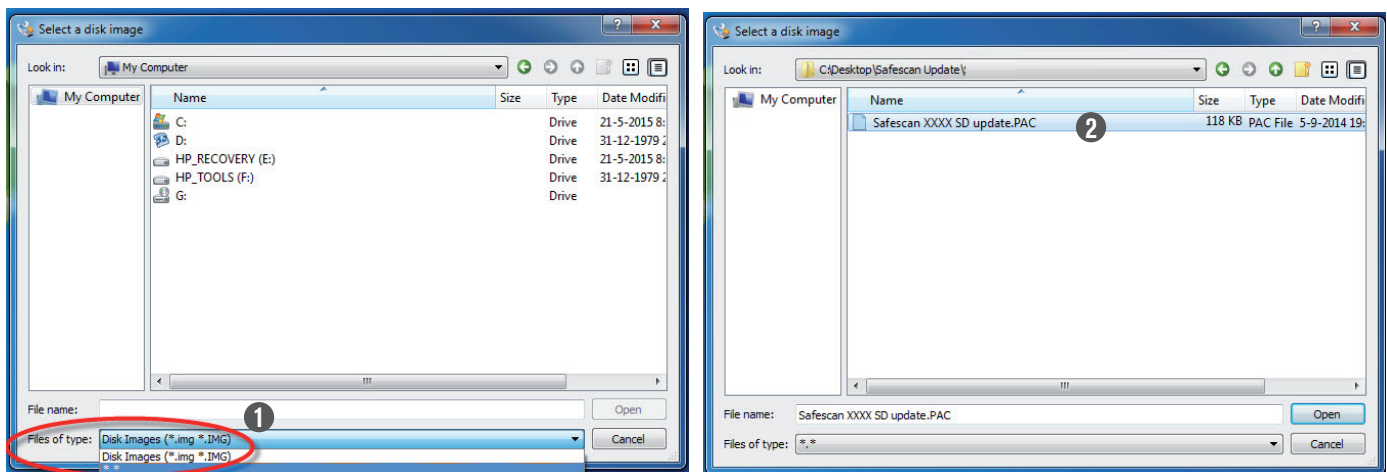 Select a disk image
Look in: My Computer
My Computer
Name Size Type Date Modifi
C: Drive 21-5-2015 8:
D: Drive 31-12-1979 2
HP_RECOVERY (E:) Drive 21-5-2015 8:
HP_TOOLS (F:) Drive 31-12-1979 2
G: Drive
File name: Open
1
Files of type: Disk Images (*.img *.IMG) Cancel
Disk Images (*.img *.IMG)
*.*
Select a disk image
Look in: C:\Desktop\Safescan Update\;
My Computer
Name Size Type Date Modifi
Safescan XXXX SD update.PAC 2 118 KB PAC File 5-9-2014 19:
File name: Safescan XXXX SD update.PAC Open
Files of type: *.* Cancel